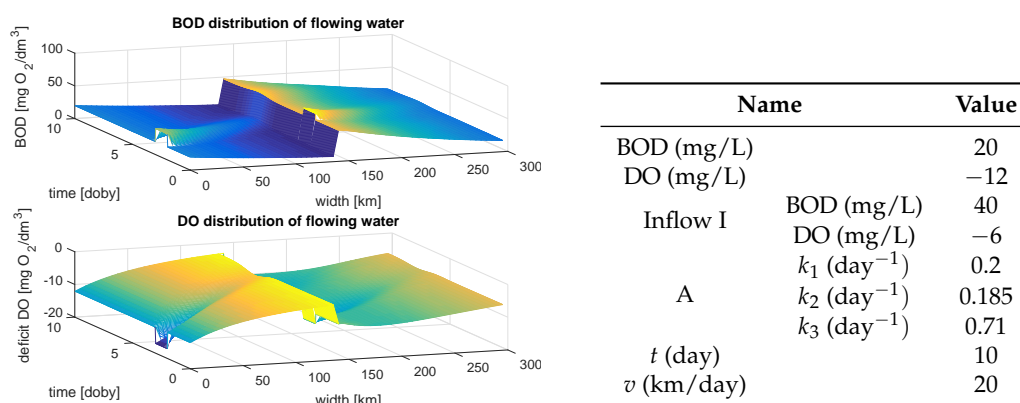 BOD distribution of flowing water
BOD [mg O2/dm3]
100
50
0
10
5
0
time [doby]
0
50
100
150
200
250
300
width [km]
DO distribution of flowing water
deficit DO [mg O2/dm3]
0
-10
-20
10
5
0
time [doby]
0
50
100
150
200
250
300
width [km]
Name Value
BOD (mg/L) 20
DO (mg/L) −12
Inflow I BOD (mg/L) 40
DO (mg/L) −6
A k1 (day−1) 0.2
k2 (day−1) 0.185
k3 (day−1) 0.71
t (day) 10
v (km/day) 20